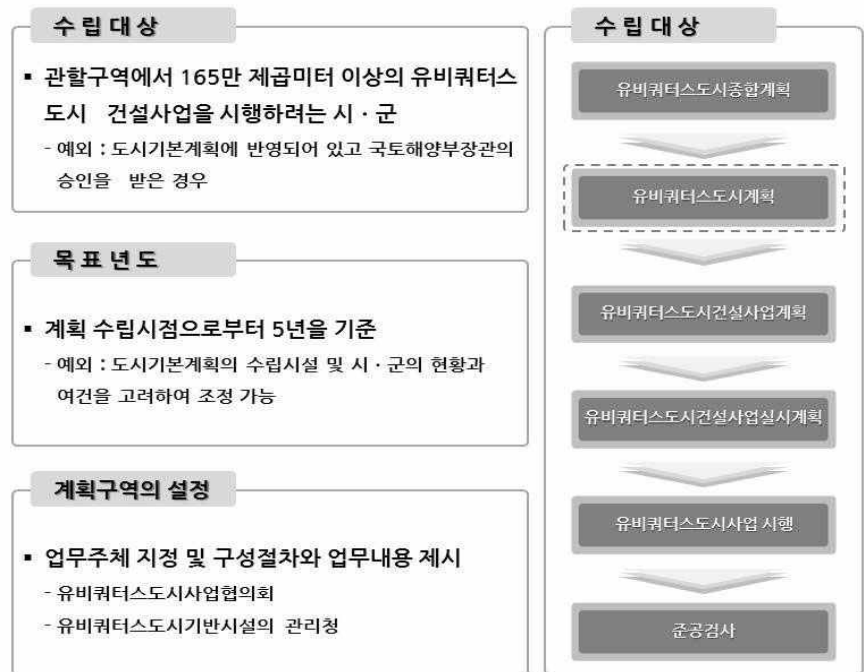 수립대상
▪ 관할구역에서 165만 제곱미터 이상의 유비쿼터스
도시 건설사업을 시행하려는 시 · 군
- 예외 : 도시기본계획에 반영되어 있고 국토해양부장관의
승인을 받은 경우
목표년도
▪ 계획 수립시점으로부터 5년을 기준
- 예외 : 도시기본계획의 수립시설 및 시 · 군의 현황과
여건을 고려하여 조정 가능
계획구역의 설정
▪ 업무주체 지정 및 구성절차와 업무내용 제시
- 유비쿼터스도시사업협의회
- 유비쿼터스도시기반시설의 관리청
수립대상
유비쿼터스도시종합계획
유비쿼터스도시계획
유비쿼터스도시건설사업계획
유비쿼터스도시건설사업실시계획
유비쿼터스도시사업 시행
준공검사